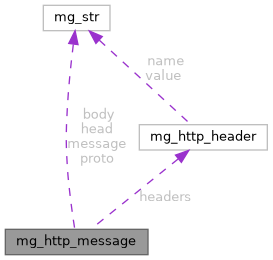 mg_str
name
value
body
head
message
proto
mg_http_header
headers
mg_http_message